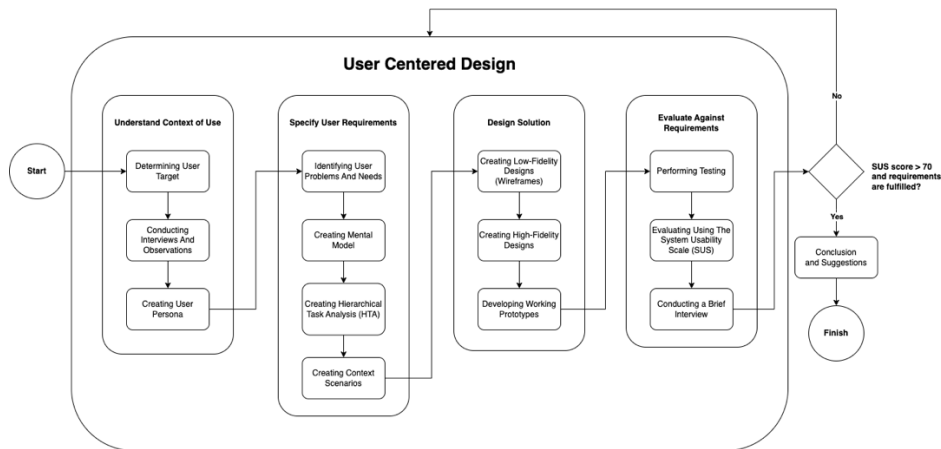 User Centered Design
Start
Understand Context of Use
Determining User
Target
Conducting
Interviews And
Observations
Creating User
Persona
Specify User Requirements
Identifying User
Problems And Needs
Creating Mental
Model
Creating Hierarchical
Task Analysis (HTA)
Creating Context
Scenarios
Design Solution
Creating Low-Fidelity
Designs
(Wireframes)
Creating High-Fidelity
Designs
Developing Working
Prototypes
Evaluate Against
Requirements
Performing Testing
Evaluating Using The
System Usability
Scale (SUS)
Conducting a Brief
Interview
No
SUS score > 70
and requirements
are fulfilled?
Yes
Conclusion
and Suggestions
Finish